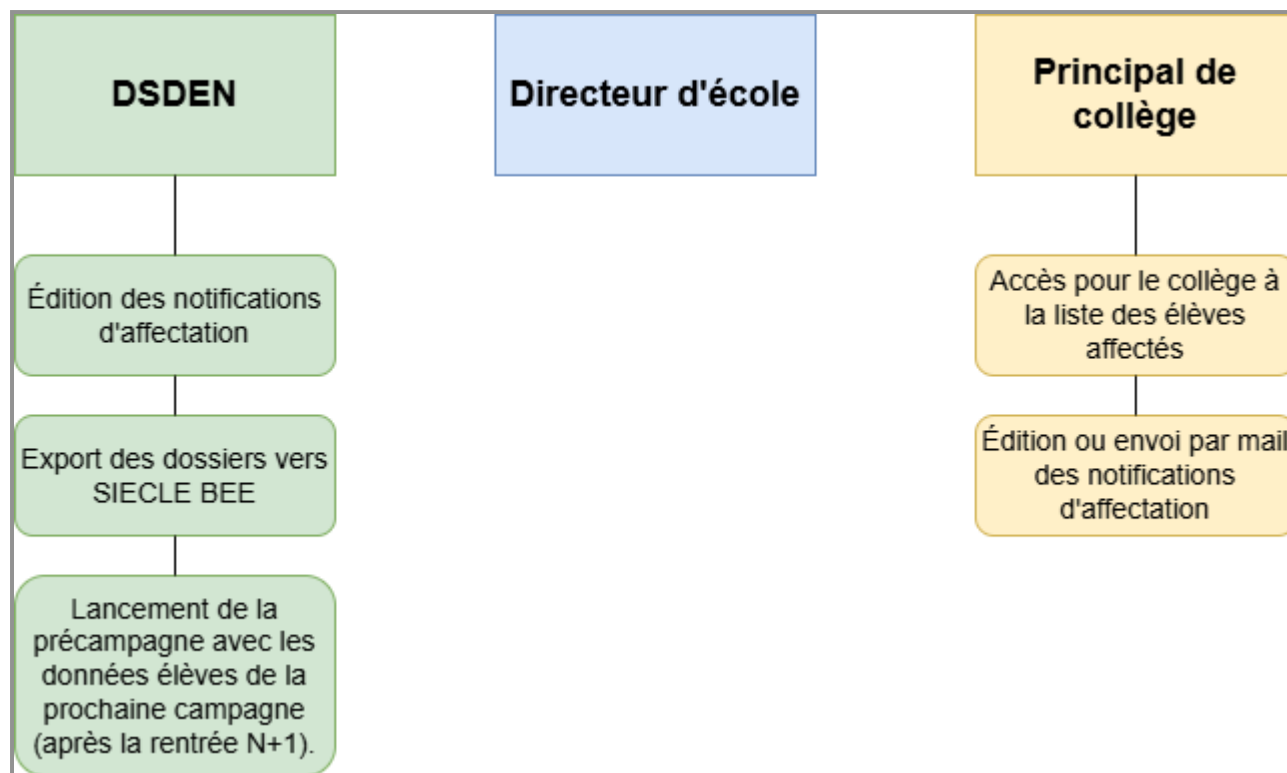 DSDEN
Édition des notifications
d'affectation
Export des dossiers vers
SIECLE BEE
Lancement de la
précampagne avec les
données élèves de la
prochaine campagne
(après la rentrée N+1).
Directeur d'école
Principal de
collège
Accès pour le collège à
la liste des élèves
affectés
Édition ou envoi par mail
des notifications
d'affectation